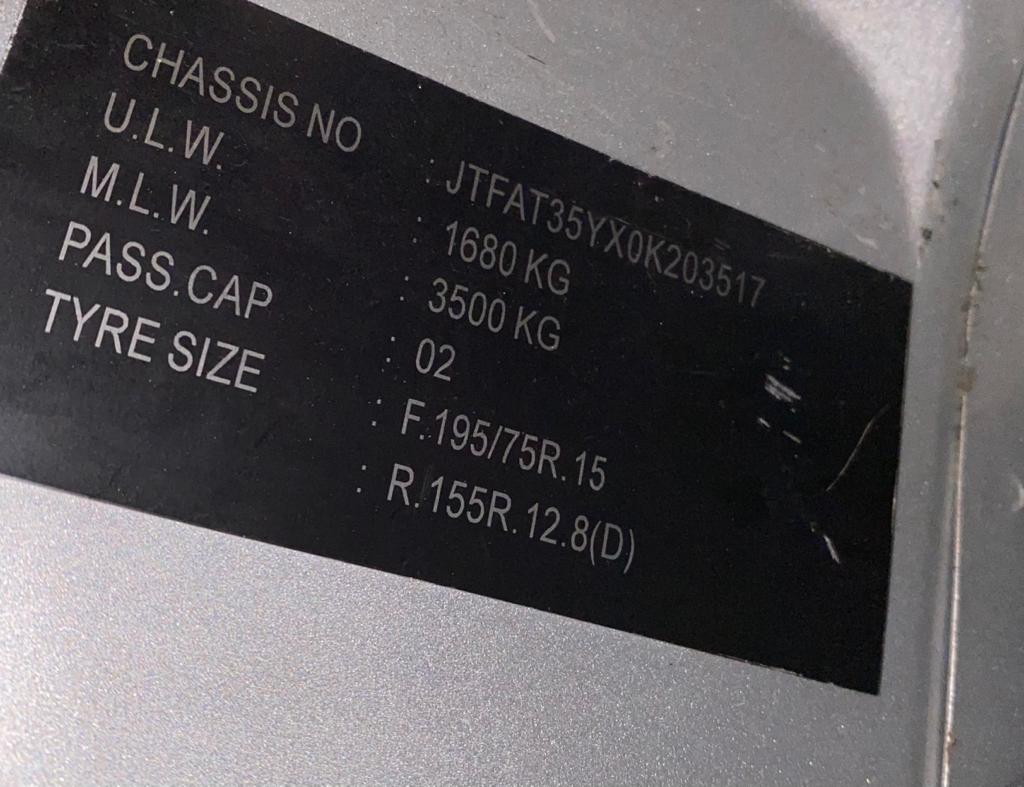 CHASSIS NO : JTFAT35YX0K203517
U.L.W. : 1680 KG
M.L.W. : 3500 KG
PASS.CAP : 02
TYRE SIZE : F.195/75R.15
: R.155R.12.8(D)